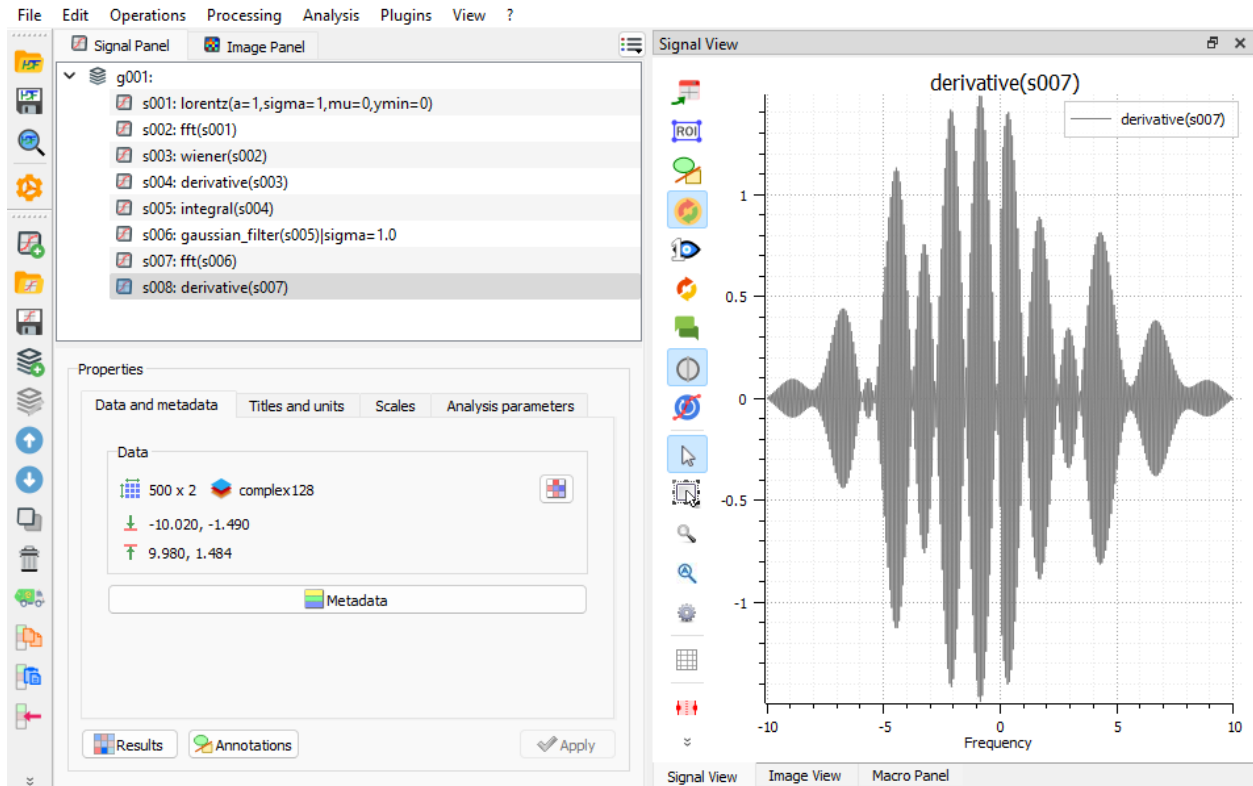 File Edit Operations Processing Analysis Plugins View ?
Signal Panel Image Panel
g001:
s001: lorentz(a=1,sigma=1,mu=0,ymin=0)
s002: fft(s001)
s003: wiener(s002)
s004: derivative(s003)
s005: integral(s004)
s006: gaussian_filter(s005)|sigma=1.0
s007: fft(s006)
s008: derivative(s007)
Properties
Data and metadata Titles and units Scales Analysis parameters
Data
500 x 2 complex128
-10.020, -1.490
9.980, 1.484
Metadata
Results Annotations Apply
Signal View
ROI
derivative(s007)
derivative(s007)
1
0.5
0
-0.5
-1
-10 -5 0 5 10
Frequency
Signal View Image View Macro Panel